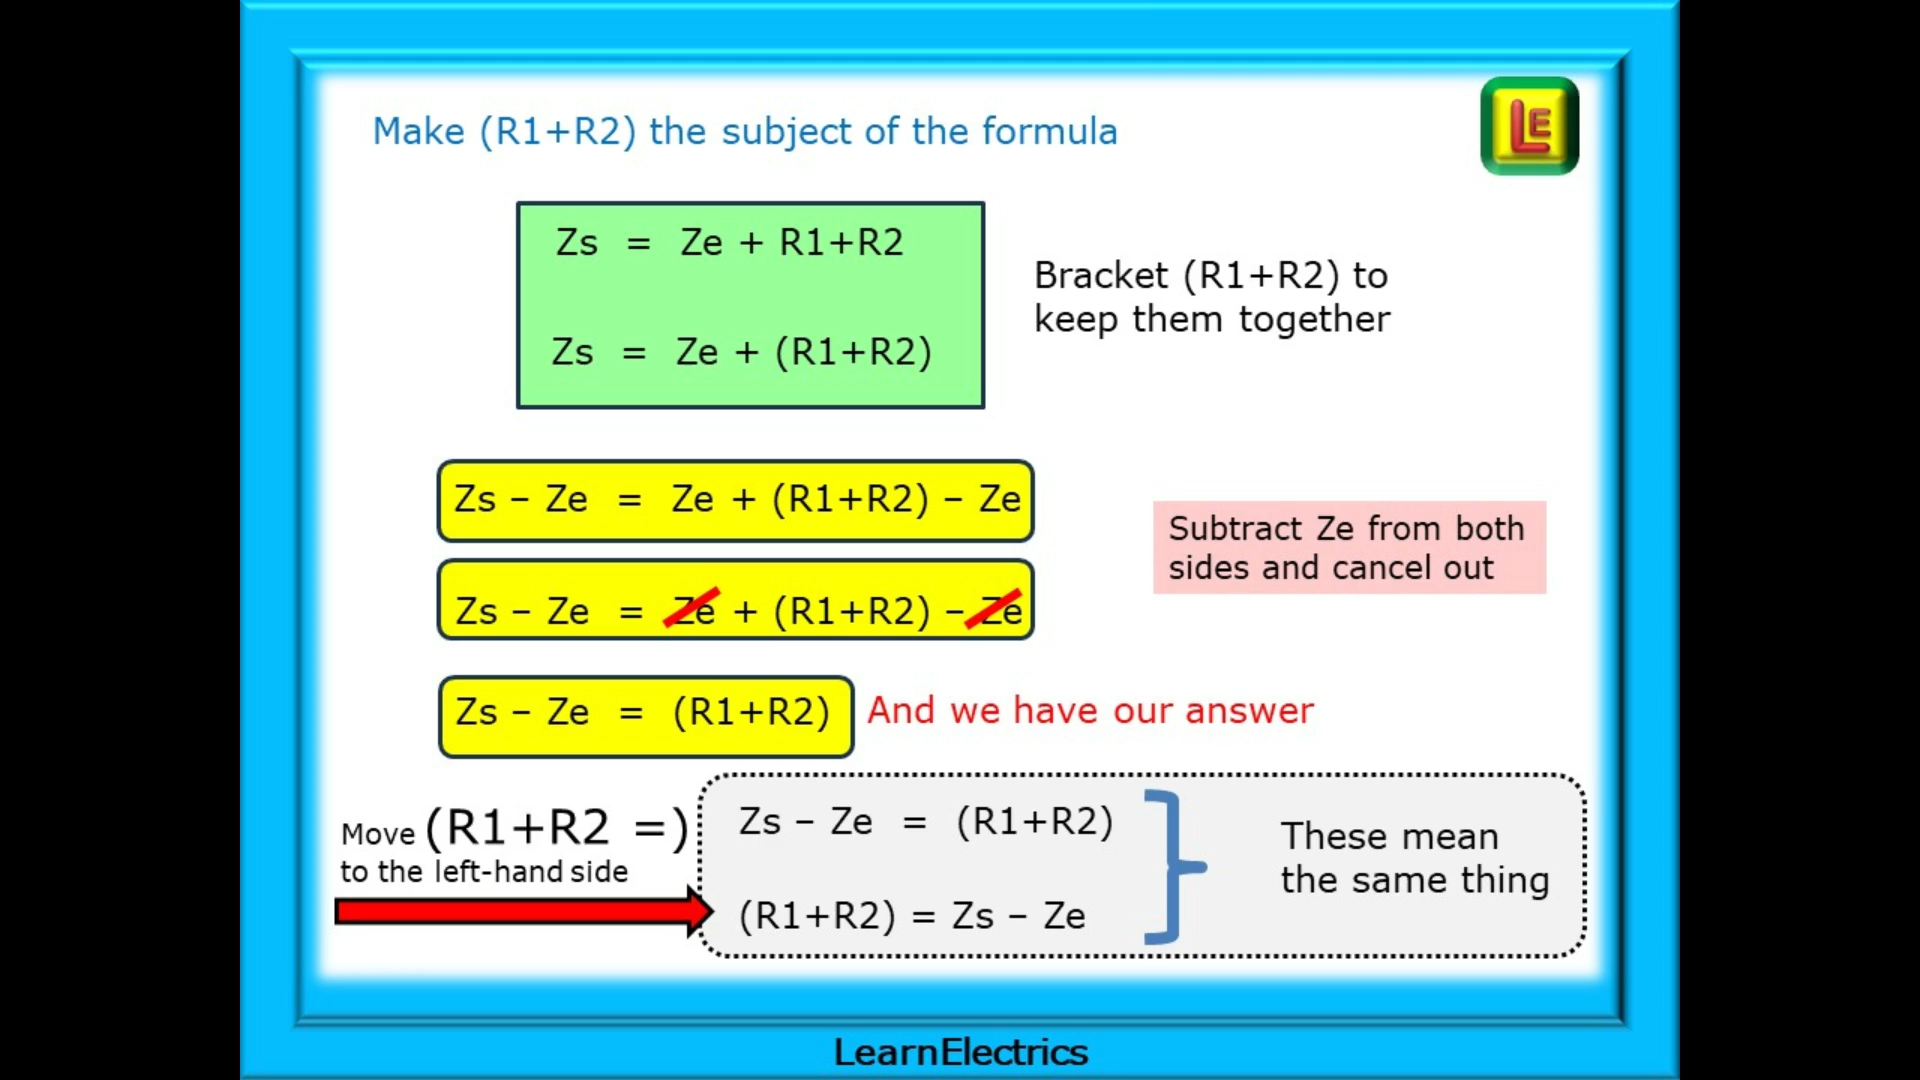 Make (R1+R2) the subject of the formula
LE
Zs = Ze + R1+R2
Zs = Ze + (R1+R2)
Bracket (R1+R2) to
keep them together
Zs – Ze = Ze + (R1+R2) – Ze
Zs – Ze = Ze + (R1+R2) – Ze
Subtract Ze from both
sides and cancel out
Zs – Ze = (R1+R2)
And we have our answer
Move (R1+R2 =)
to the left-hand side
Zs – Ze = (R1+R2)
(R1+R2) = Zs – Ze
These mean
the same thing
LearnElectrics